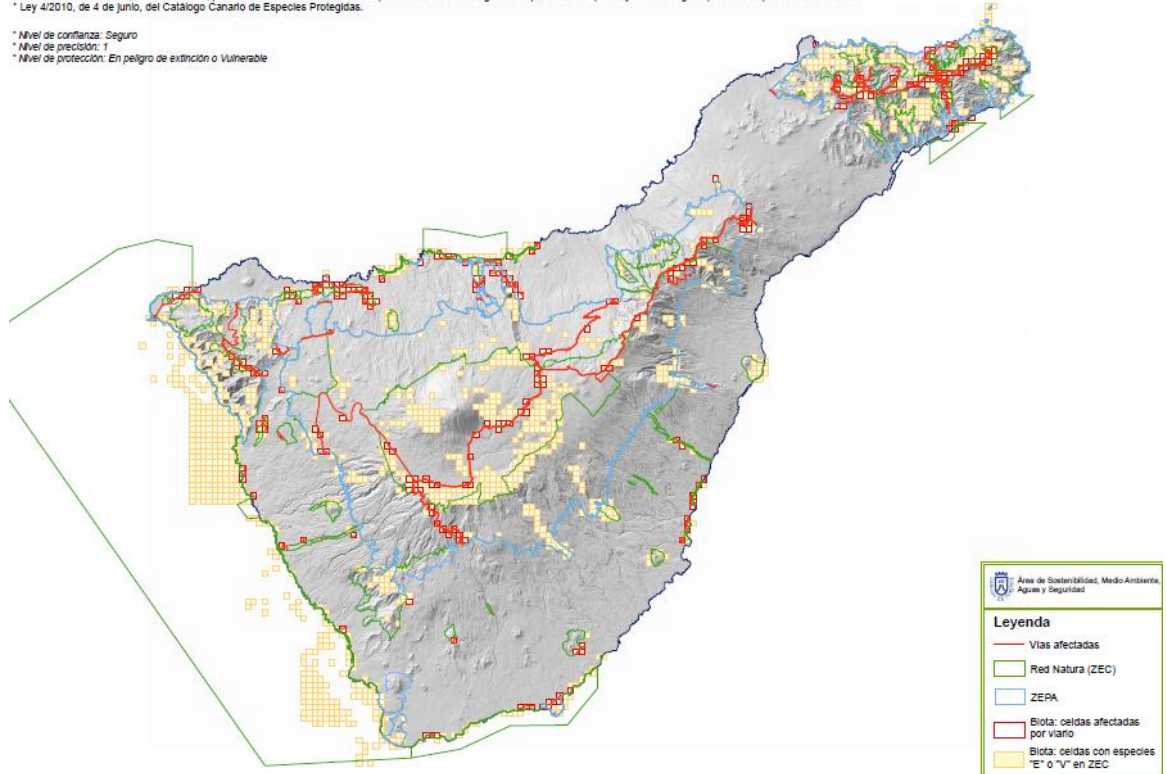 * Ley 4/2010, de 4 de junio, del Catálogo Canario de Especies Protegidas.
* Nivel de confianza: Seguro
* Nivel de precisión: 1
* Nivel de protección: En peligro de extinción o Vulnerable
Área de Sostenibilidad, Medio Ambiente,
Aguas y Seguridad
Leyenda
Vías afectadas
Red Natura (ZEC)
ZEPA
Biota: celdas afectadas
por viario
Biota: celdas con especies
"E" ó "V" en ZEC